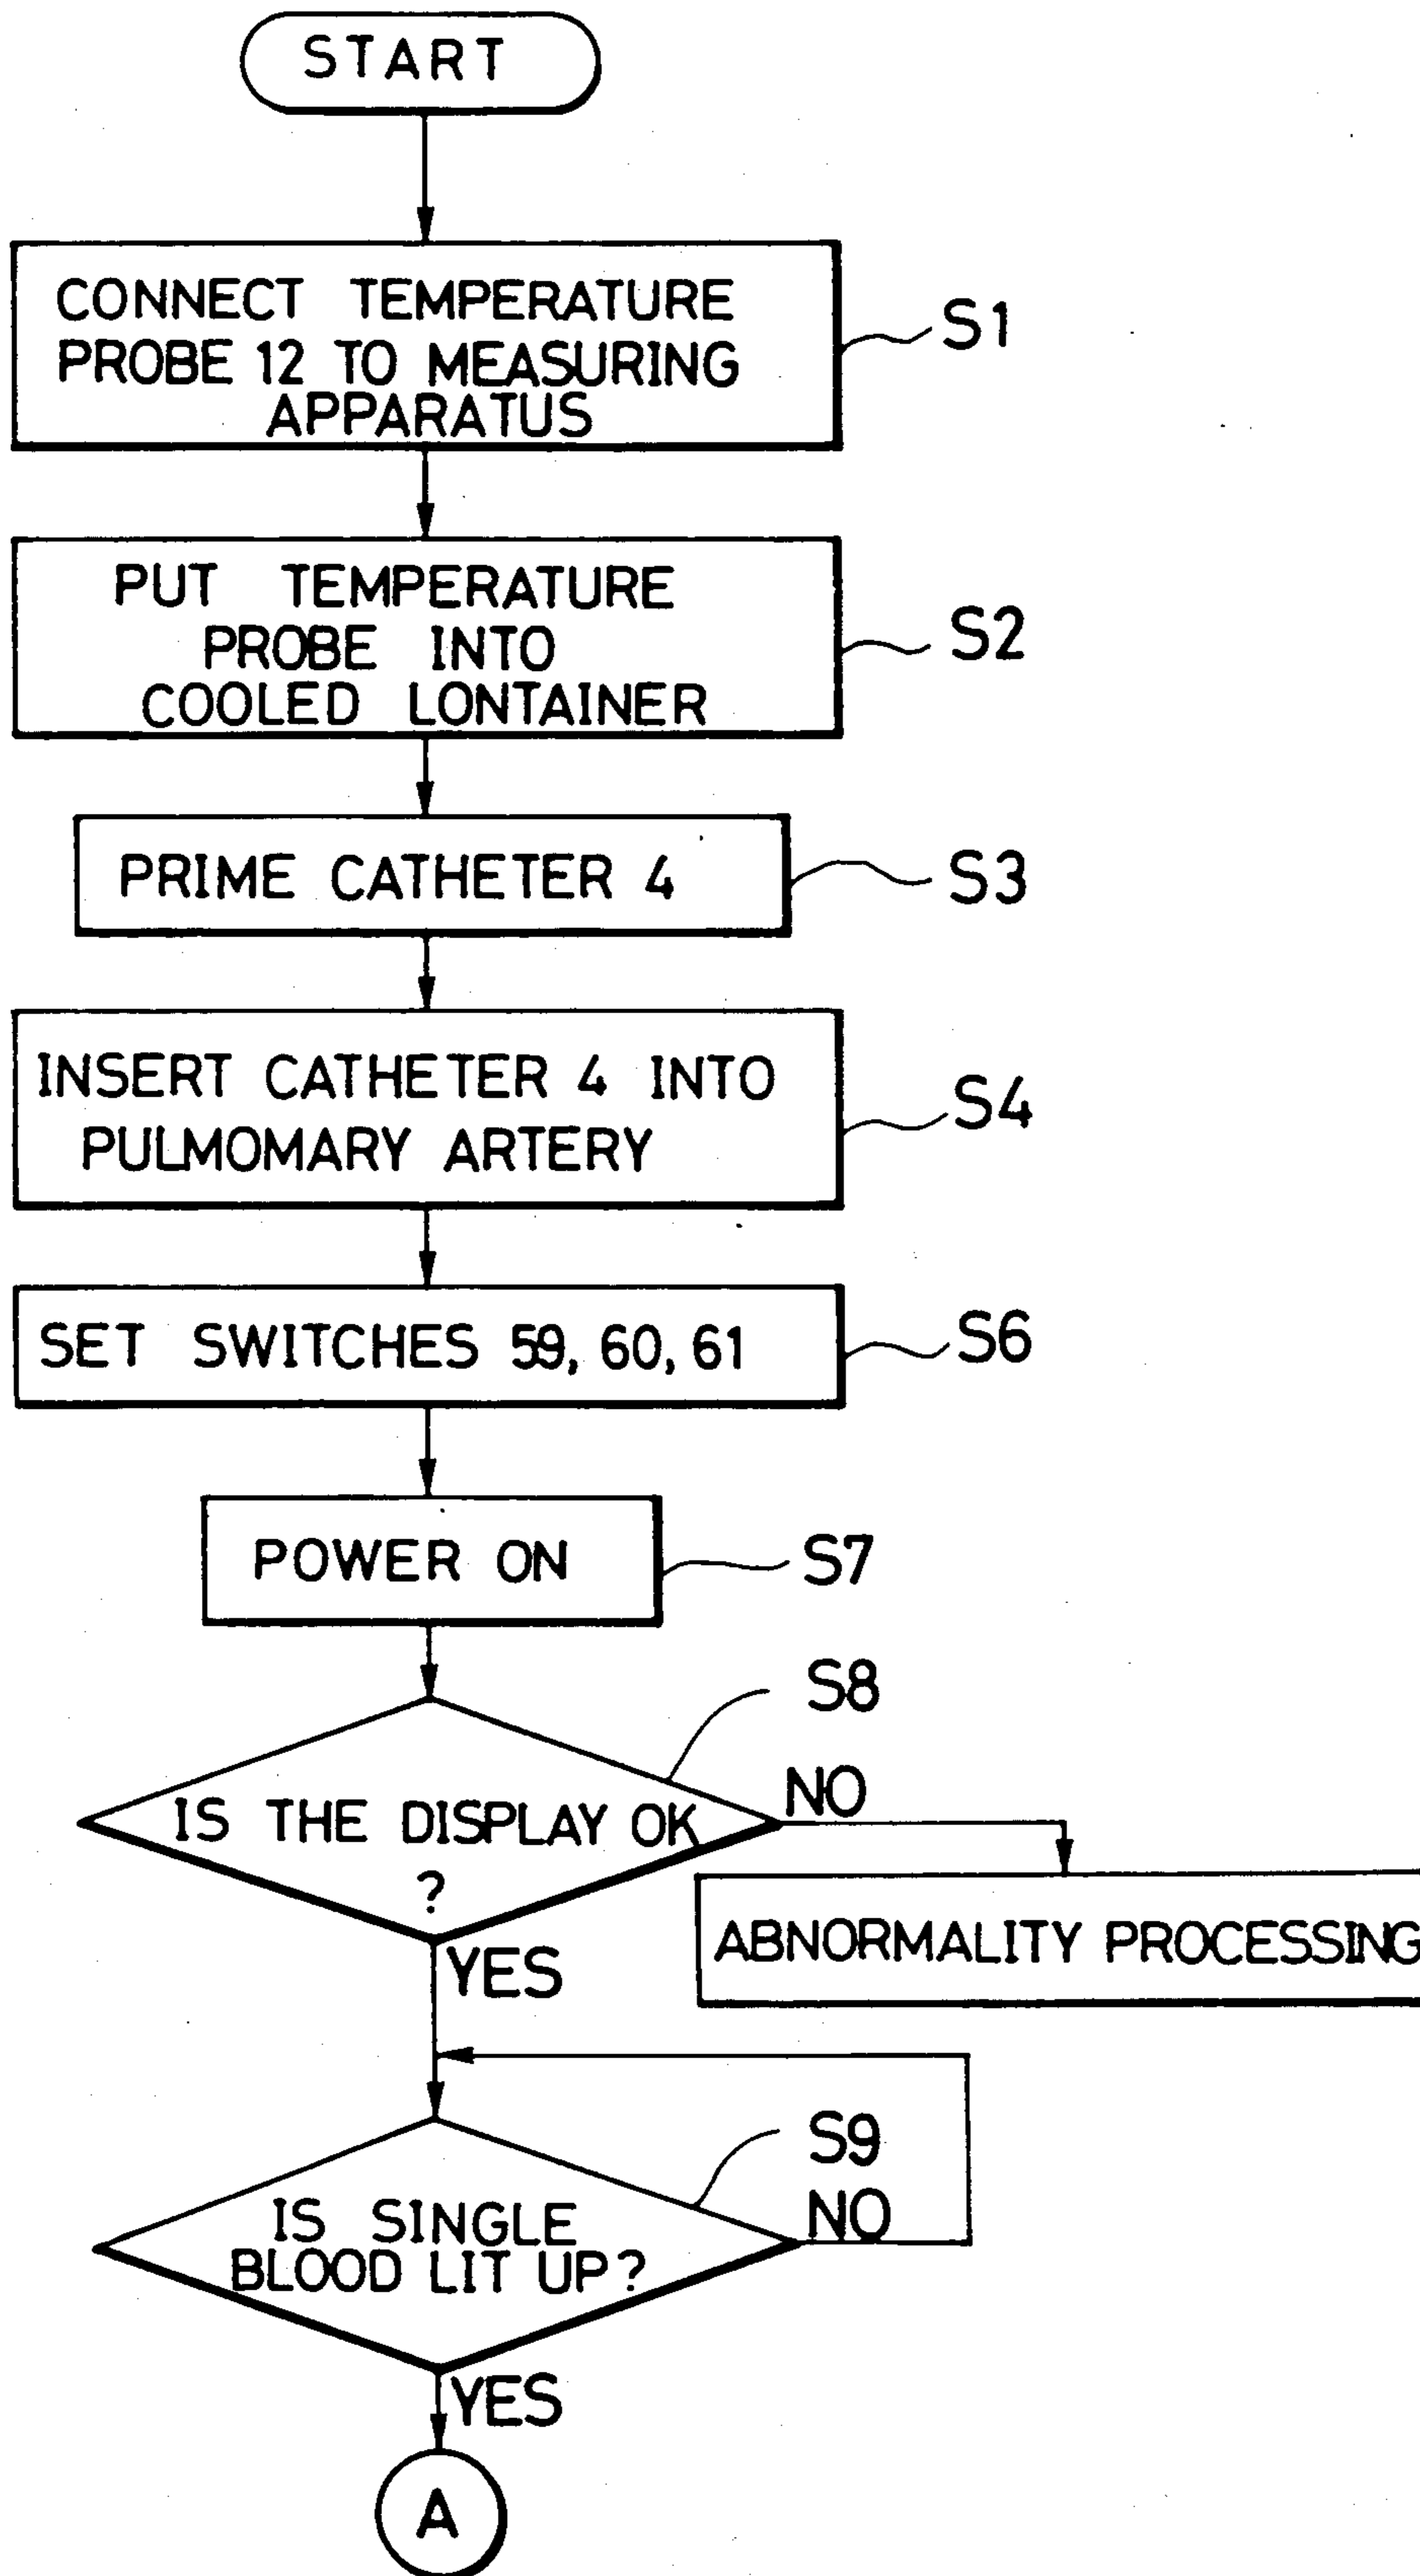 START
CONNECT TEMPERATURE
PROBE 12 TO MEASURING
APPARATUS
S1
PUT TEMPERATURE
PROBE INTO
COOLED LONTAINER
S2
PRIME CATHETER 4
S3
INSERT CATHETER 4 INTO
PULMOMARY ARTERY
S4
SET SWITCHES 59, 60, 61
S6
POWER ON
S7
S8
IS THE DISPLAY OK
?
NO
ABNORMALITY PROCESSING
YES
S9
IS SINGLE
BLOOD LIT UP?
NO
YES
A